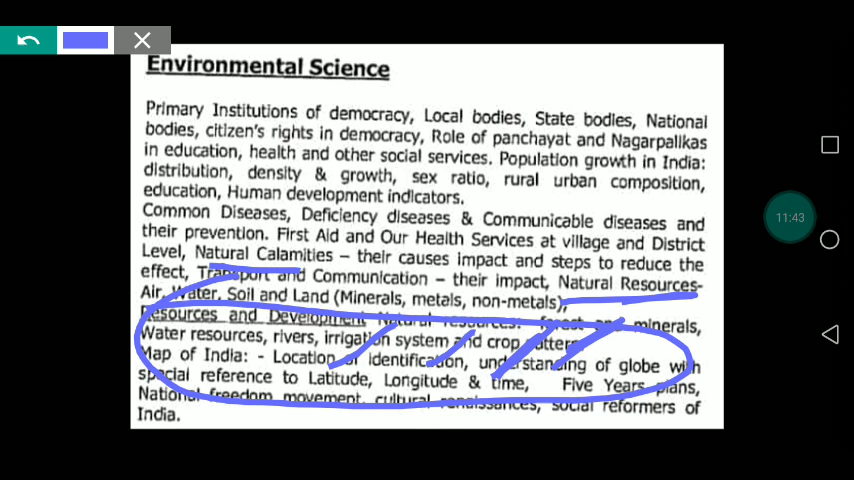 Environmental Science
Primary Institutions of democracy, Local bodies, State bodies, National
bodies, citizen's rights in democracy, Role of panchayat and Nagarpalikas
in education, health and other social services. Population growth in India:
distribution, density & growth, sex ratio, rural urban composition,
education, Human development indicators.
Common Diseases, Deficiency diseases & Communicable diseases and
their prevention. First Aid and Our Health Services at village and District
Level, Natural Calamities – their causes impact and steps to reduce the
effect, Transport and Communication – their impact, Natural Resources-
Air, Water, Soil and Land (Minerals, metals, non-metals),
Resources and Development Natural resources: forest and minerals,
Water resources, rivers, irrigation system and crop pattern,
Map of India: - Location of identification, understanding of globe with
special reference to Latitude, Longitude & time, Five Years plans,
National freedom movement, cultural renaissances, social reformers of
India.
11:43